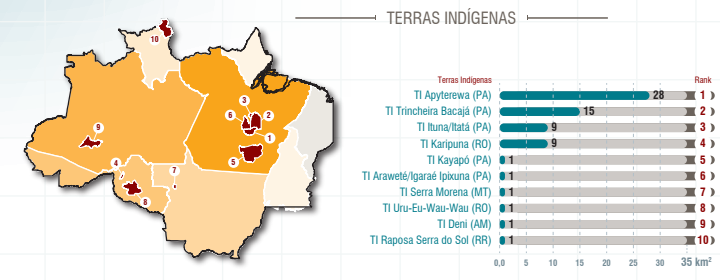 TERRAS INDÍGENAS
10
3
6
2
9
1
4
7
5
8
Terras Indígenas Rank
TI Apyterewa (PA) 28 1
TI Trincheira Bacajá (PA) 15 2
TI Ituna/Itatá (PA) 9 3
TI Karipuna (RO) 9 4
TI Kayapó (PA) 1 5
TI Araweté/Igaraé Ipixuna (PA) 1 6
TI Serra Morena (MT) 1 7
TI Uru-Eu-Wau-Wau (RO) 1 8
TI Deni (AM) 1 9
TI Raposa Serra do Sol (RR) 1 10
0,0 5 10 15 20 25 30 35 km²